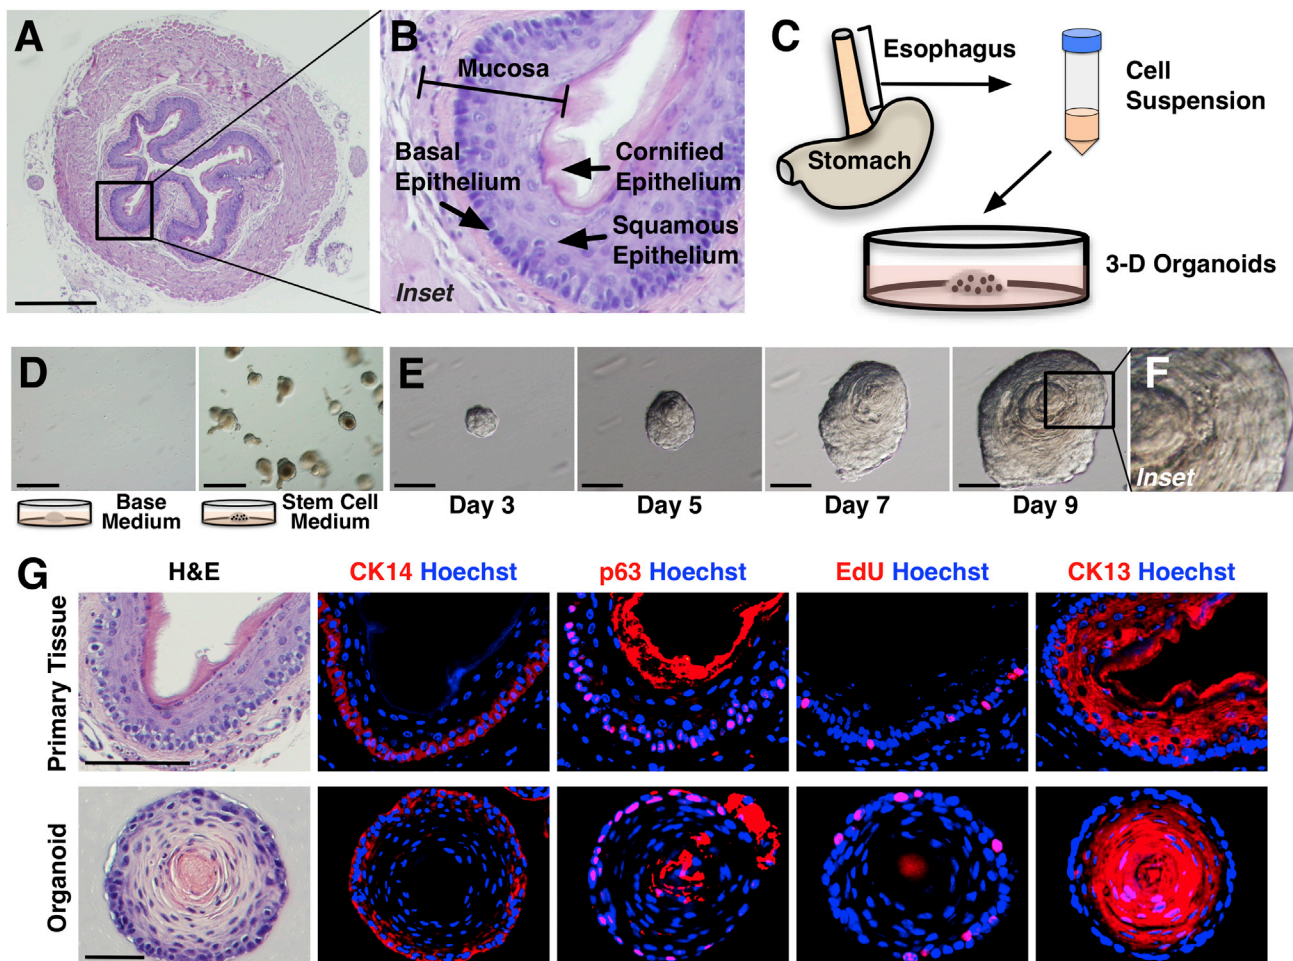 A
B
Mucosa
Basal
Epithelium
Cornified
Epithelium
Squamous
Epithelium
Inset
C
Esophagus
Stomach
Cell
Suspension
3-D Organoids
D
Base
Medium
Stem Cell
Medium
E
Day 3
Day 5
Day 7
Day 9
F
Inset
G
H&E
CK14 Hoechst
p63 Hoechst
EdU Hoechst
CK13 Hoechst
Primary Tissue
Organoid